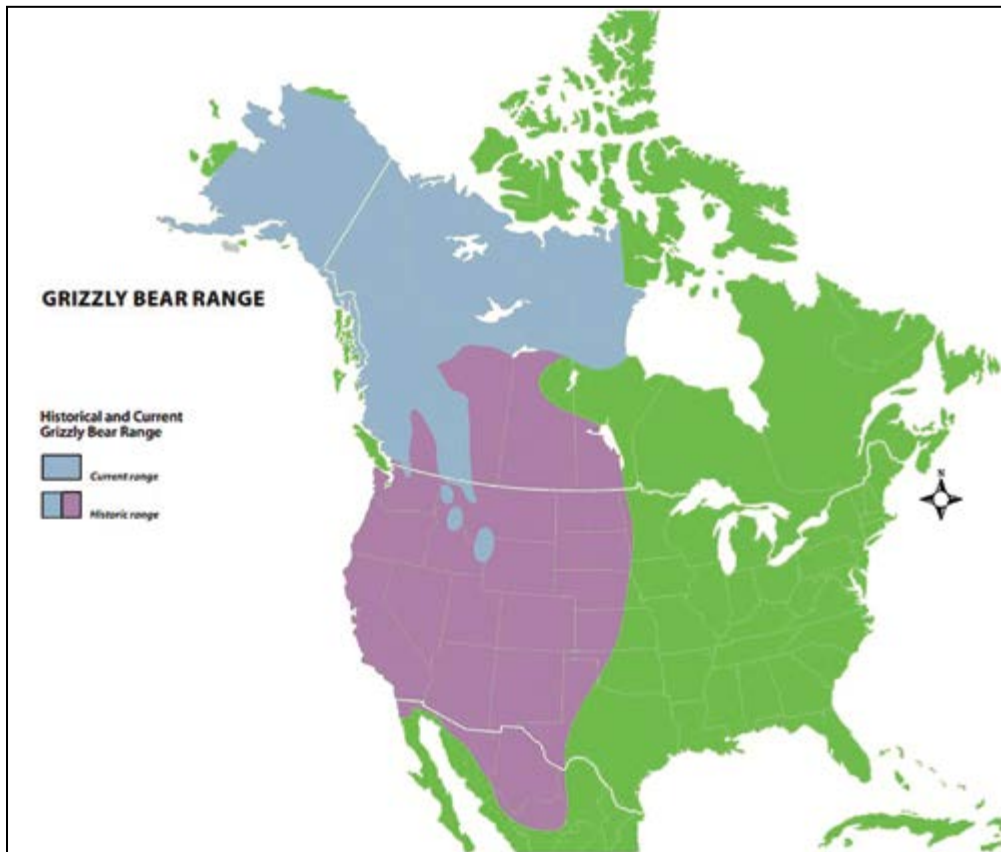 GRIZZLY BEAR RANGE
Historical and Current
Grizzly Bear Range
Current range
Historic range
N